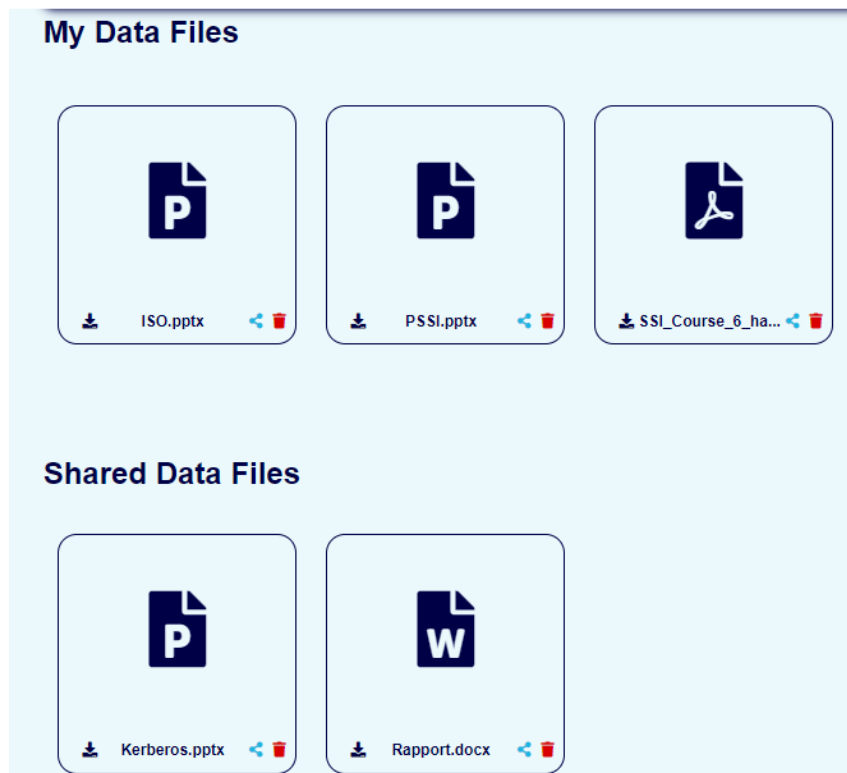 My Data Files
P P
ISO.pptx PSSI.pptx SSI_Course_6_ha...
Shared Data Files
P W
Kerberos.pptx Rapport.docx